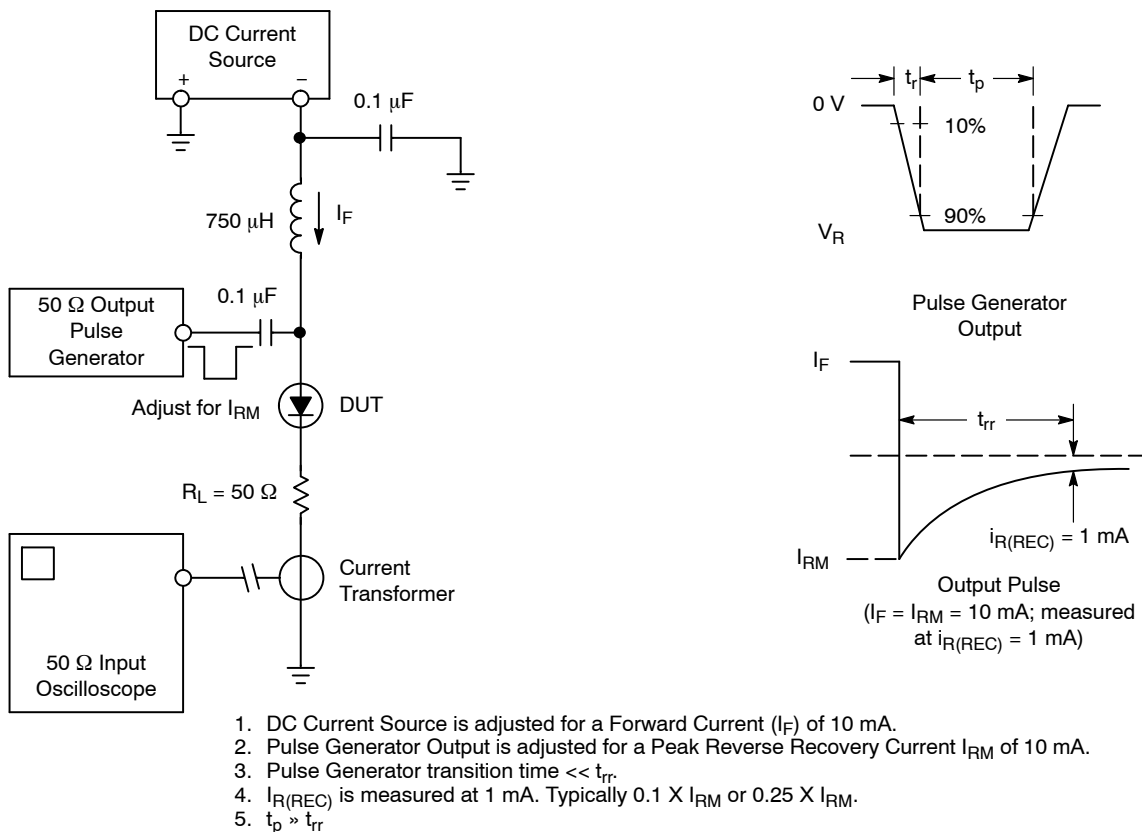 DC Current
Source
+
−
0.1 μF
750 μH
I_F
50 Ω Output
Pulse
Generator
0.1 μF
Adjust for I_RM
DUT
R_L = 50 Ω
Current
Transformer
50 Ω Input
Oscilloscope
t_r
t_p
0 V
10%
90%
V_R
Pulse Generator
Output
I_F
t_rr
i_R(REC) = 1 mA
I_RM
Output Pulse
(I_F = I_RM = 10 mA; measured
at i_R(REC) = 1 mA)
1. DC Current Source is adjusted for a Forward Current (I_F) of 10 mA.
2. Pulse Generator Output is adjusted for a Peak Reverse Recovery Current I_RM of 10 mA.
3. Pulse Generator transition time << t_rr.
4. I_R(REC) is measured at 1 mA. Typically 0.1 X I_RM or 0.25 X I_RM.
5. t_p » t_rr